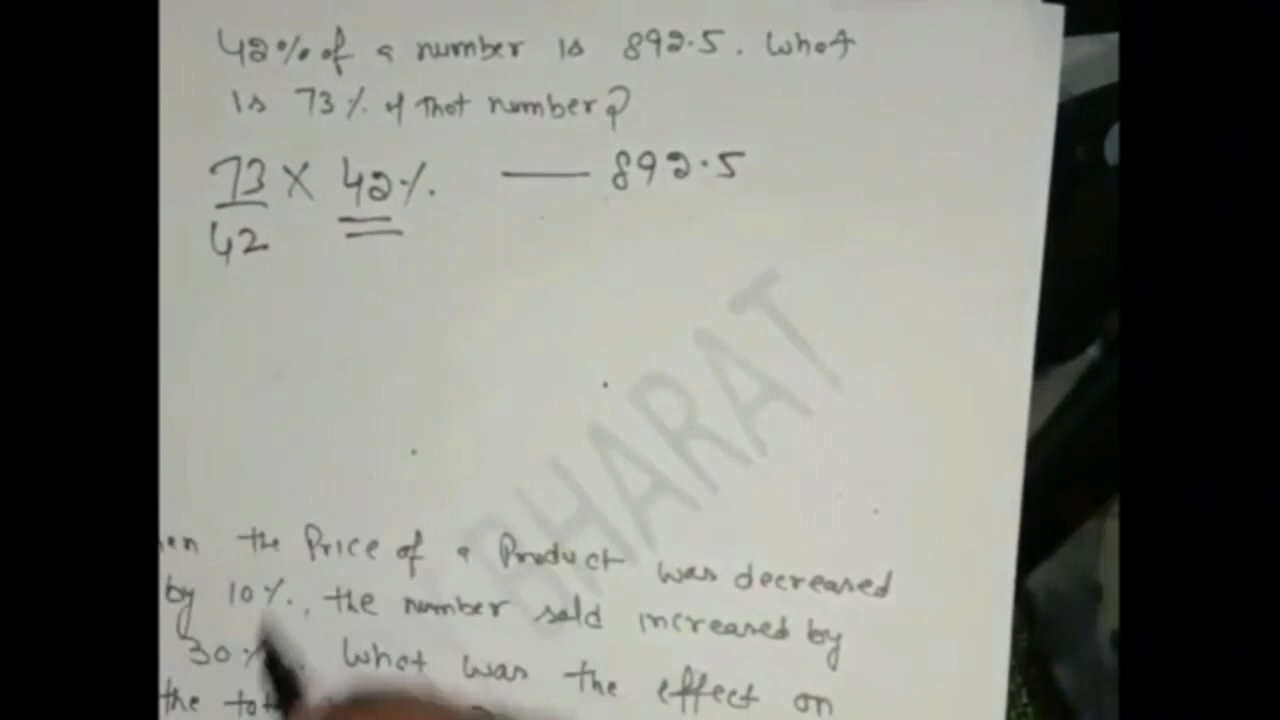 42% of a number is 892.5. What
is 73% of that number?
73 × 42% — 892.5
42
BHARAT
the Price of a Product was decreased
by 10%, the number sold increased by
30%. What was the effect on
the